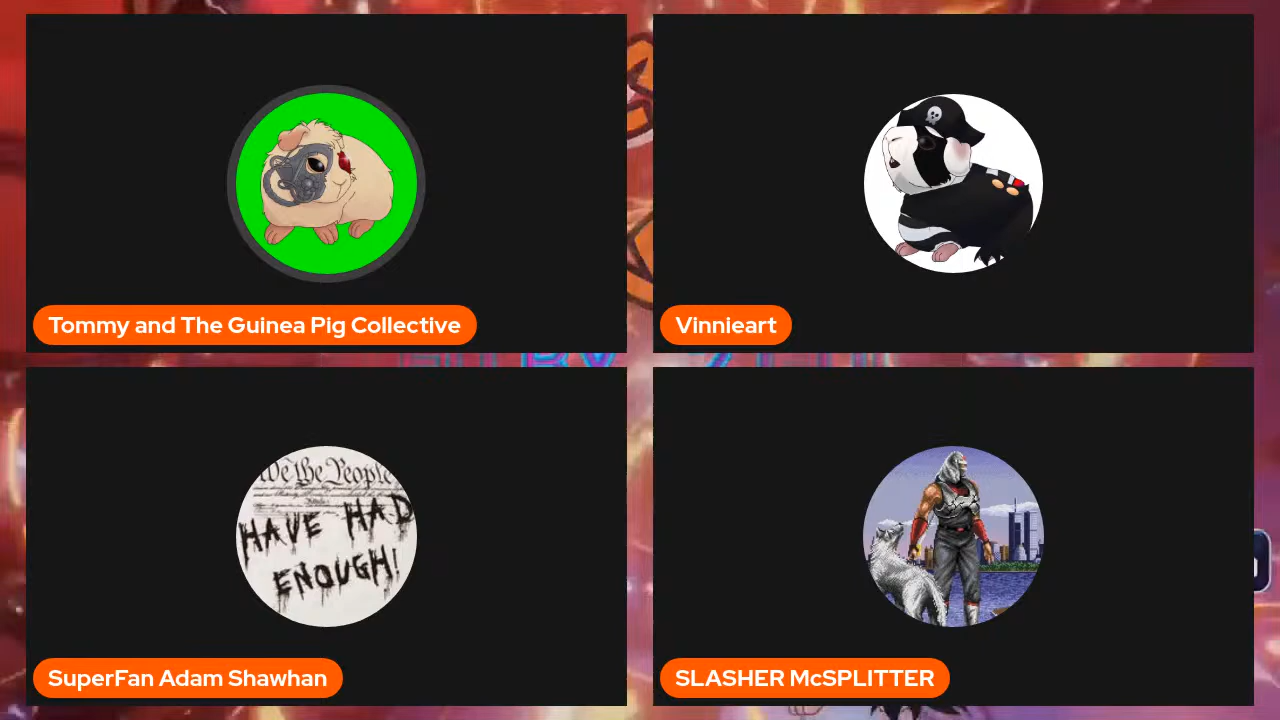 Tommy and The Guinea Pig Collective
Vinnieart
We the People
HAVE HAD
ENOUGH!
SuperFan Adam Shawhan
SLASHER McSPLITTER